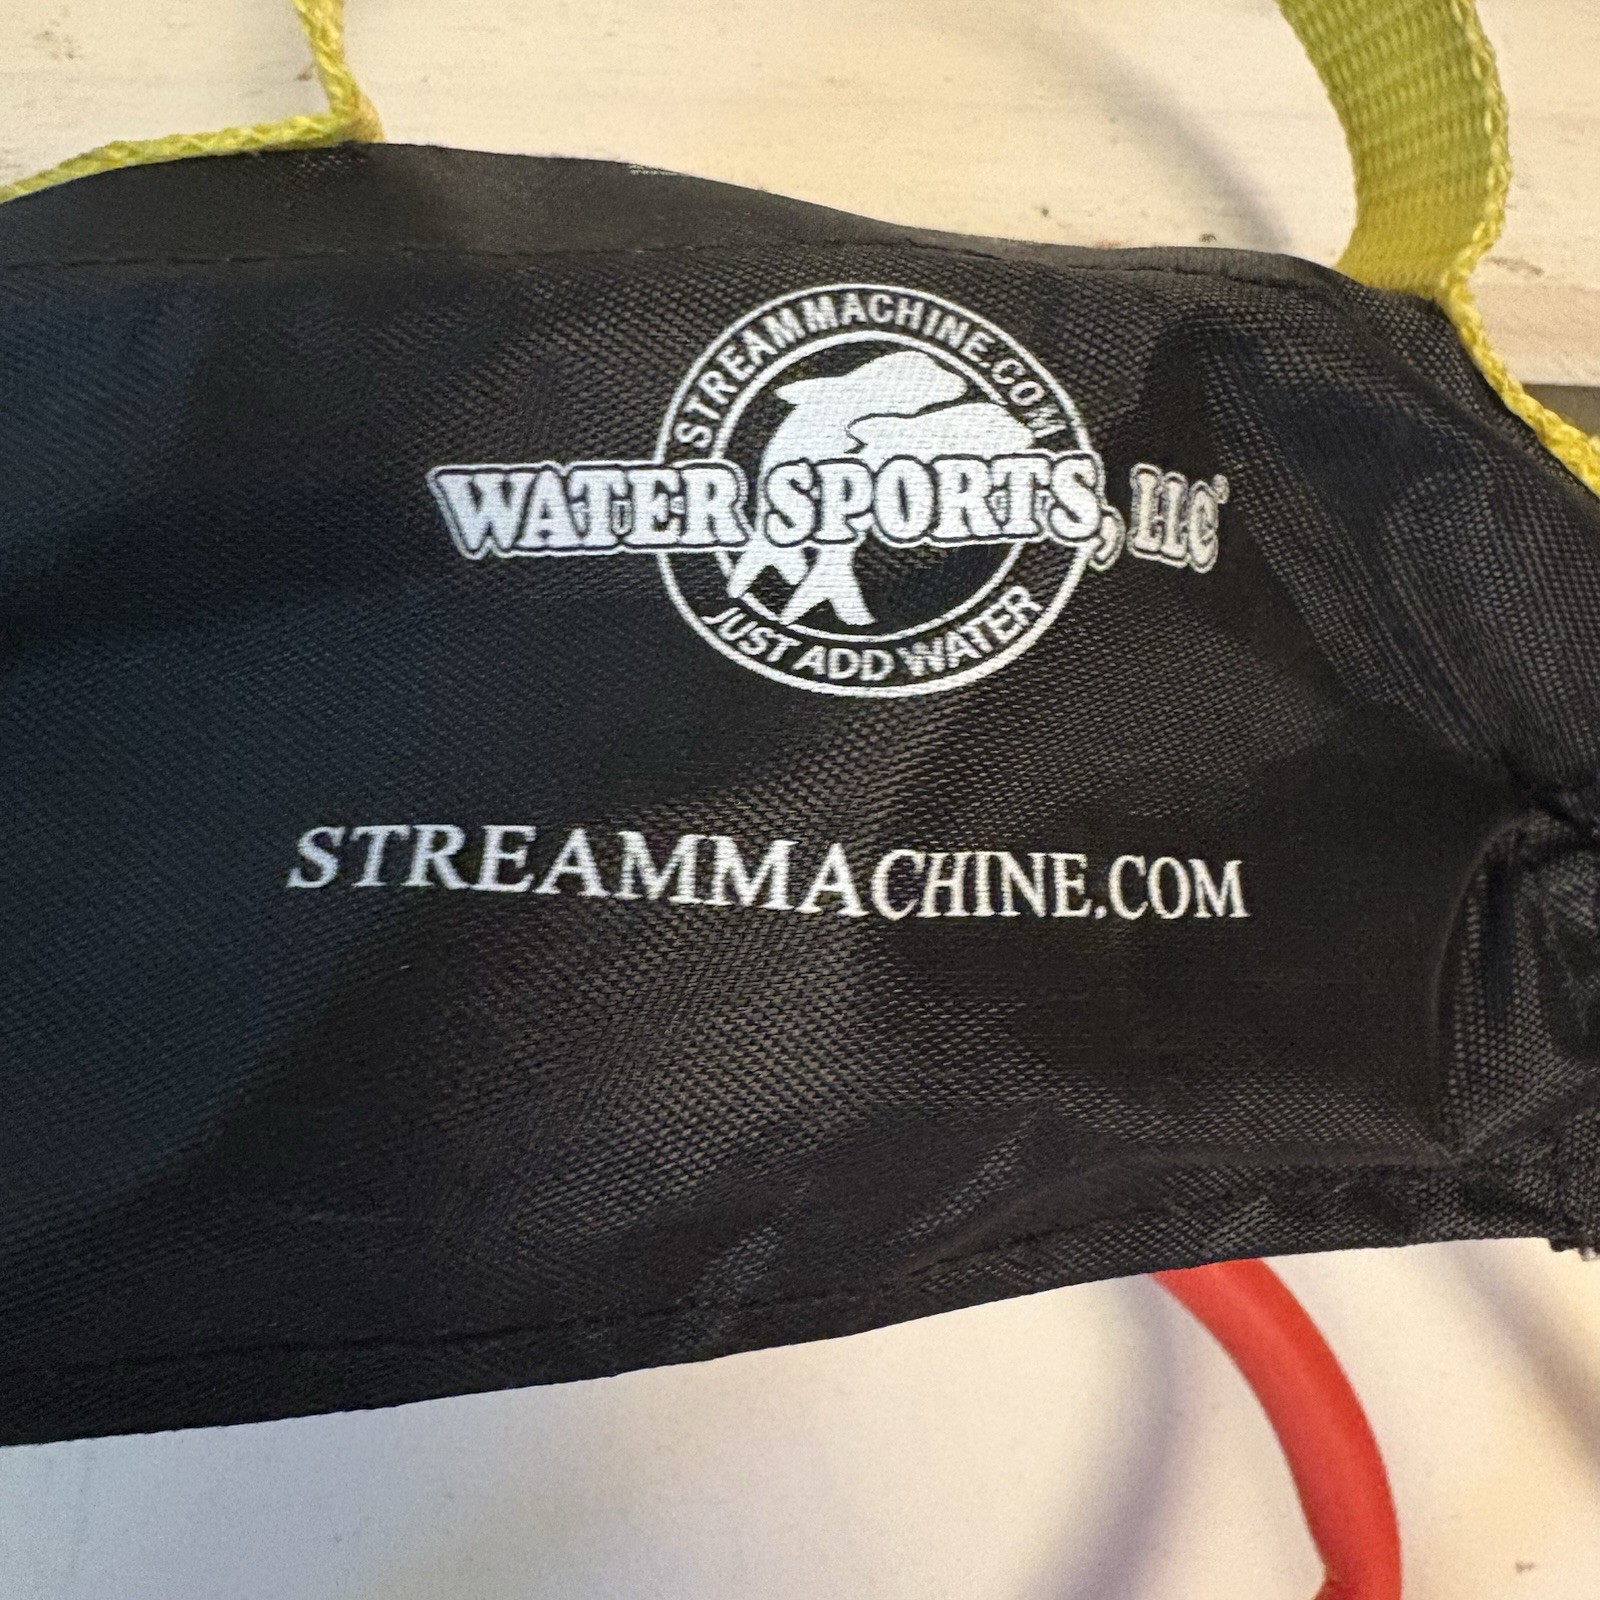 STREAMMACHINE.COM
WATER SPORTS, LLC
JUST ADD WATER
STREAMMACHINE.COM